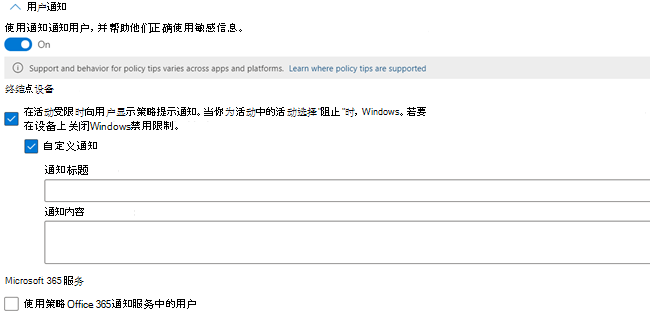 用户通知
使用通知通知用户，并帮助他们正确使用敏感信息。
On
Support and behavior for policy tips varies across apps and platforms. Learn where policy tips are supported
终结点设备
在活动受限时向用户显示策略提示通知。当你为活动中的活动选择"阻止"时，Windows。若要
在设备上关闭Windows禁用限制。
自定义通知
通知标题
通知内容
Microsoft 365 服务
使用策略Office 365通知服务中的用户